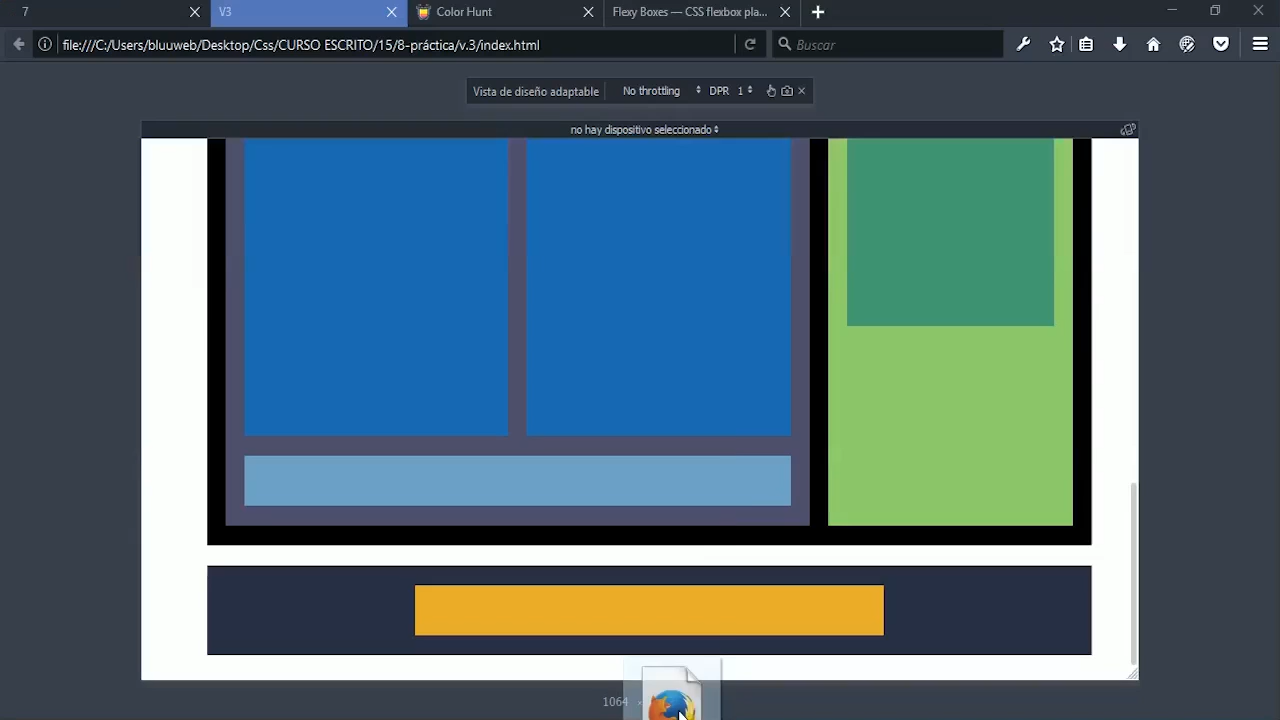 7
V3
Color Hunt
Flexy Boxes — CSS flexbox pla...
file:///C:/Users/bluuweb/Desktop/Css/CURSO ESCRITO/15/8-práctica/v.3/index.html
Buscar
Vista de diseño adaptable
No throttling
DPR 1
no hay dispositivo seleccionado
1064 ×